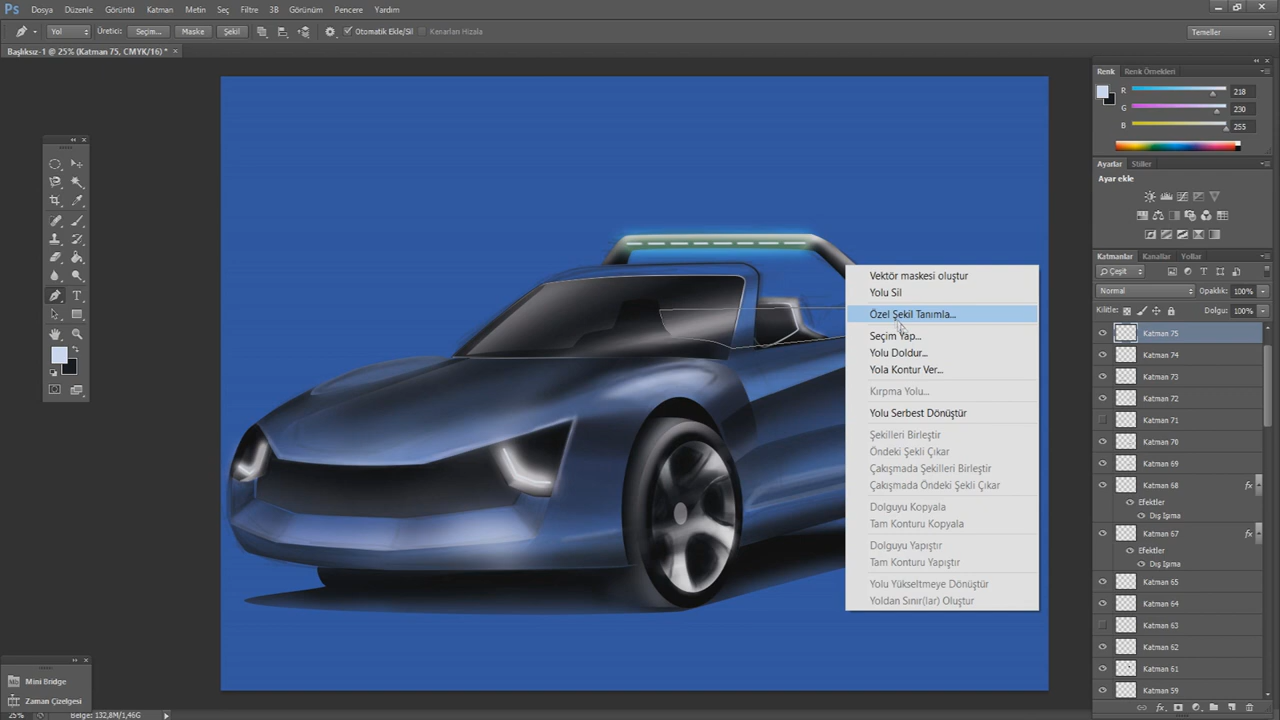 Ps Dosya Düzenle Görüntü Katman Metin Seç Filtre 3B Görünüm Pencere Yardım
Yol Üretici: Seçim... Maske Şekil Otomatik Ekle/Sil Kenarları Hizala Temeller
Başlıksız-1 @ 25% (Katman 75, CMYK/16) * ×
Renk Renk Örnekleri
R 218
G 230
B 255
Ayarlar Stiller
Ayar ekle
Katmanlar Kanallar Yollar
Çeşit
Normal Opaklık: 100%
Kilitle: Dolgu: 100%
Katman 75
Katman 74
Katman 73
Katman 72
Katman 71
Katman 70
Katman 69
Katman 68 fx
Efektler
Dış Işıma
Katman 67 fx
Efektler
Dış Işıma
Katman 65
Katman 64
Katman 63
Katman 62
Katman 61
Katman 59
Vektör maskesi oluştur
Yolu Sil
Özel Şekil Tanımla...
Seçim Yap...
Yolu Doldur...
Yola Kontur Ver...
Kırpma Yolu...
Yolu Serbest Dönüştür
Şekilleri Birleştir
Öndeki Şekli Çıkar
Çakışmada Şekilleri Birleştir
Çakışmada Öndeki Şekli Çıkar
Dolguyu Kopyala
Tam Konturu Kopyala
Dolguyu Yapıştır
Tam Konturu Yapıştır
Yolu Yükseltmeye Dönüştür
Yoldan Sınır(lar) Oluştur
Mb Mini Bridge
Zaman Çizelgesi
25% Belge: 132,8M/1,46G